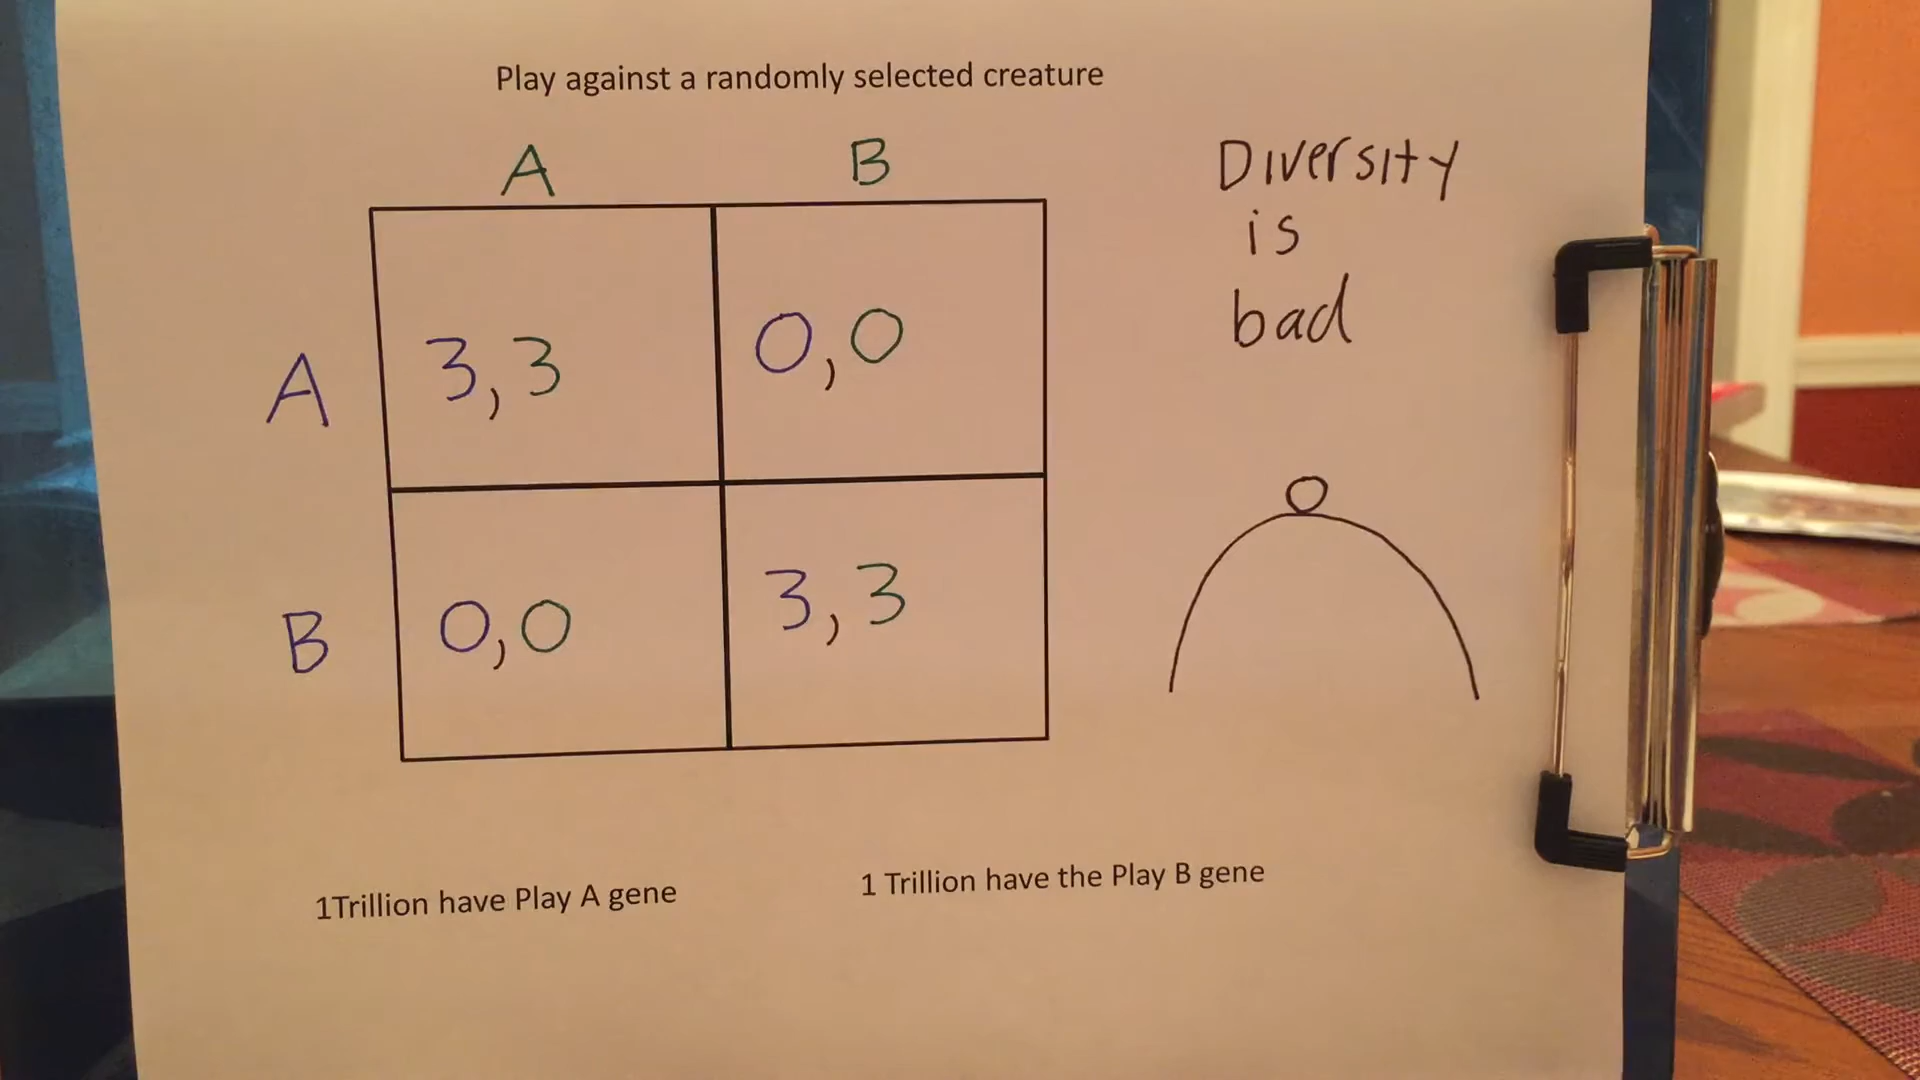 Play against a randomly selected creature
A B
Diversity
is
bad
A 3,3 0,0
B 0,0 3,3
1Trillion have Play A gene
1 Trillion have the Play B gene